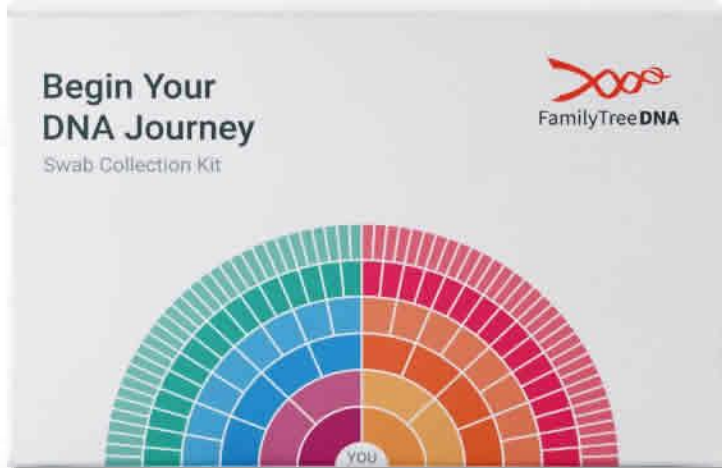 Begin Your
DNA Journey
Swab Collection Kit
FamilyTreeDNA
YOU